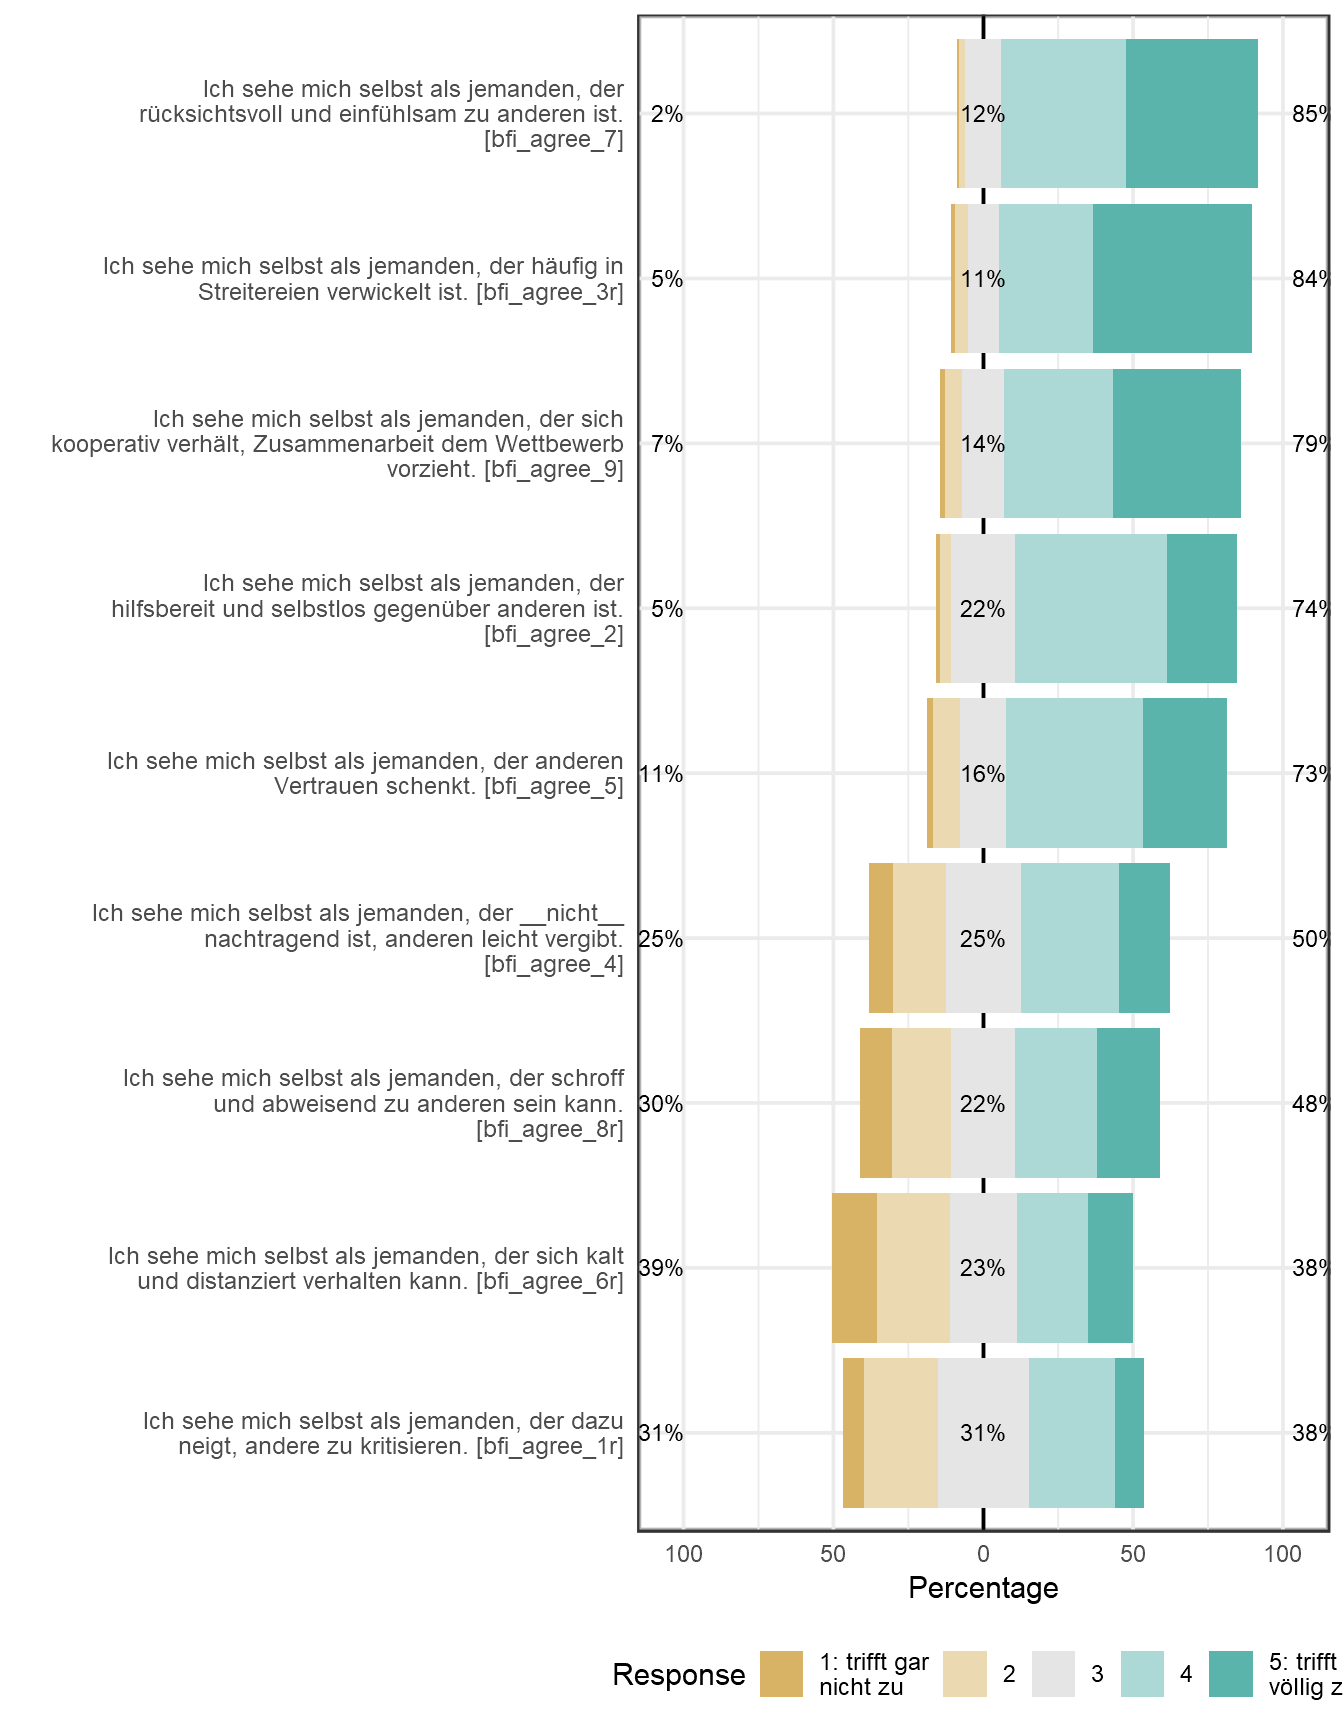 Ich sehe mich selbst als jemanden, der
rücksichtsvoll und einfühlsam zu anderen ist.
[bfi_agree_7]
2%
12%
85%
Ich sehe mich selbst als jemanden, der häufig in
Streitereien verwickelt ist. [bfi_agree_3r]
5%
11%
84%
Ich sehe mich selbst als jemanden, der sich
kooperativ verhält, Zusammenarbeit dem Wettbewerb
vorzieht. [bfi_agree_9]
7%
14%
79%
Ich sehe mich selbst als jemanden, der
hilfsbereit und selbstlos gegenüber anderen ist.
[bfi_agree_2]
5%
22%
74%
Ich sehe mich selbst als jemanden, der anderen
Vertrauen schenkt. [bfi_agree_5]
11%
16%
73%
Ich sehe mich selbst als jemanden, der __nicht__
nachtragend ist, anderen leicht vergibt.
[bfi_agree_4]
25%
25%
50%
Ich sehe mich selbst als jemanden, der schroff
und abweisend zu anderen sein kann.
[bfi_agree_8r]
30%
22%
48%
Ich sehe mich selbst als jemanden, der sich kalt
und distanziert verhalten kann. [bfi_agree_6r]
39%
23%
38%
Ich sehe mich selbst als jemanden, der dazu
neigt, andere zu kritisieren. [bfi_agree_1r]
31%
31%
38%
100 50 0 50 100
Percentage
Response
1: trifft gar
nicht zu
2
3
4
5: trifft
völlig z